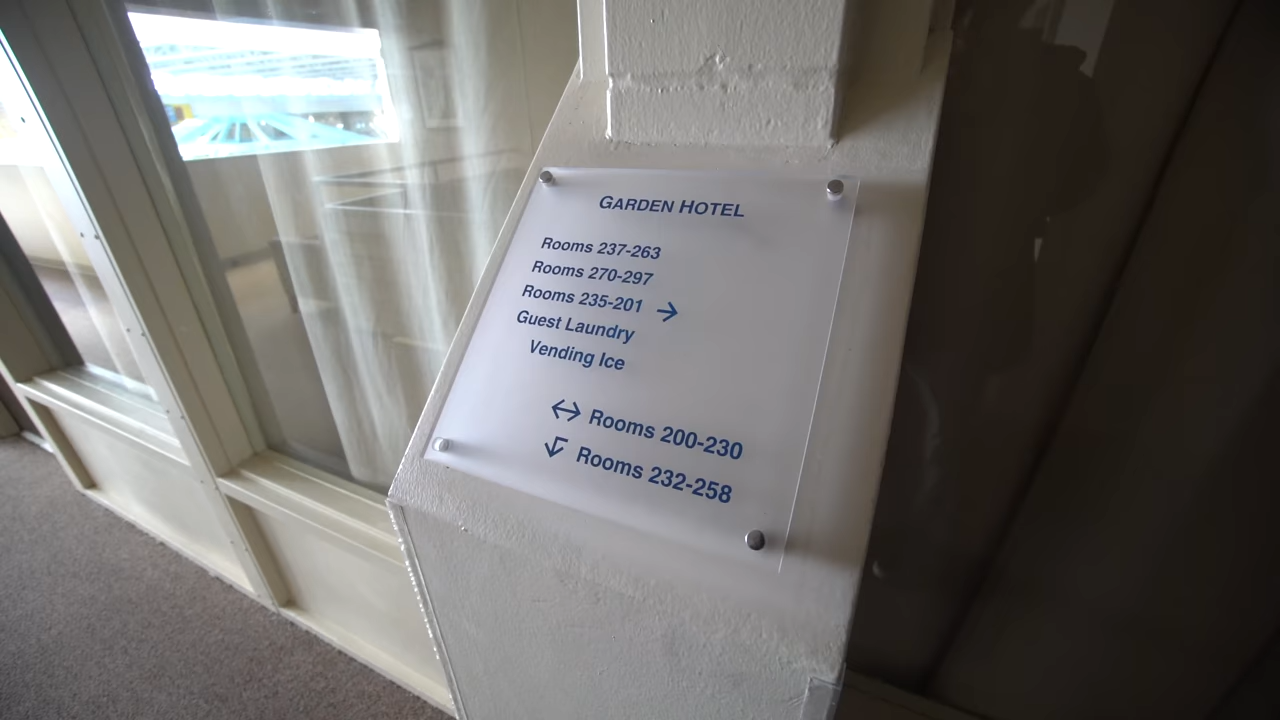 GARDEN HOTEL
Rooms 237-263
Rooms 270-297
Rooms 235-201 →
Guest Laundry
Vending Ice
↔ Rooms 200-230
↙ Rooms 232-258